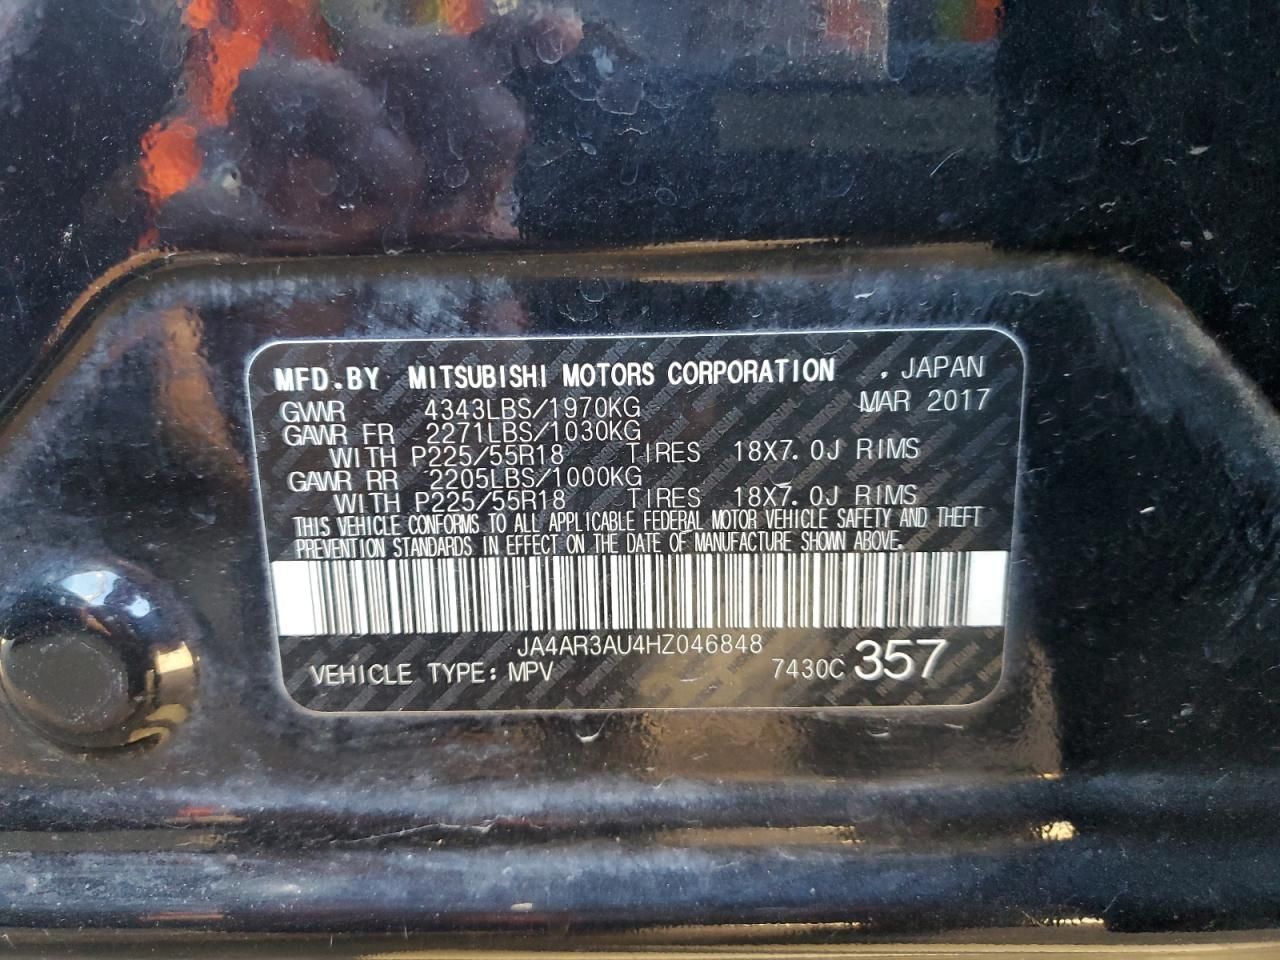 MFD.BY MITSUBISHI MOTORS CORPORATION , JAPAN
GVWR 4343LBS/1970KG MAR 2017
GAWR FR 2271LBS/1030KG
WITH P225/55R18 TIRES 18X7.0J RIMS
GAWR RR 2205LBS/1000KG
WITH P225/55R18 TIRES 18X7.0J RIMS
THIS VEHICLE CONFORMS TO ALL APPLICABLE FEDERAL MOTOR VEHICLE SAFETY AND THEFT
PREVENTION STANDARDS IN EFFECT ON THE DATE OF MANUFACTURE SHOWN ABOVE.
JA4AR3AU4HZ046848
VEHICLE TYPE: MPV 7430C 357